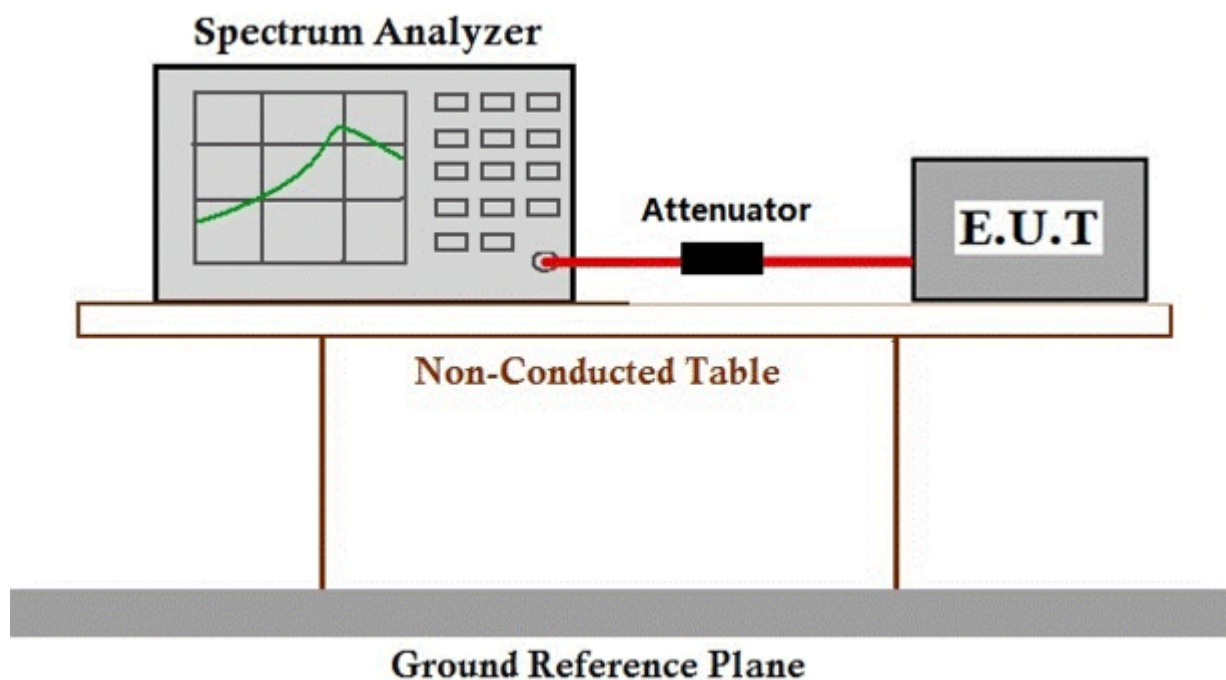 Spectrum Analyzer
Attenuator
E.U.T
Non-Conducted Table
Ground Reference Plane